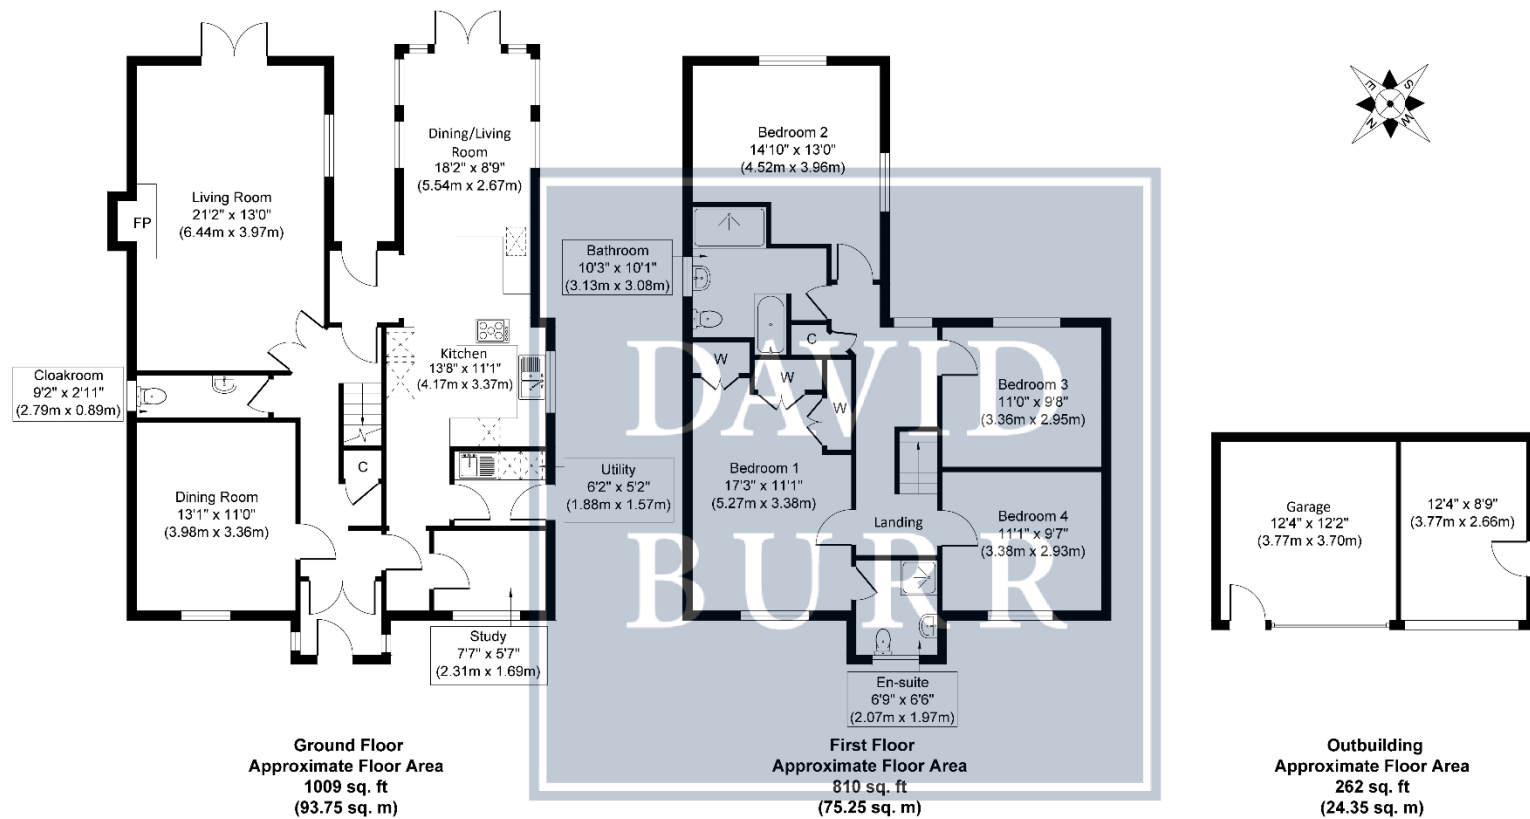 Living Room
21'2" x 13'0"
(6.44m x 3.97m)
FP
Dining/Living
Room
18'2" x 8'9"
(5.54m x 2.67m)
Kitchen
13'8" x 11'1"
(4.17m x 3.37m)
Cloakroom
9'2" x 2'11"
(2.79m x 0.89m)
C
Dining Room
13'1" x 11'0"
(3.98m x 3.36m)
Utility
6'2" x 5'2"
(1.88m x 1.57m)
Study
7'7" x 5'7"
(2.31m x 1.69m)
Ground Floor
Approximate Floor Area
1009 sq. ft
(93.75 sq. m)
Bedroom 2
14'10" x 13'0"
(4.52m x 3.96m)
Bathroom
10'3" x 10'1"
(3.13m x 3.08m)
C
W
W
W
Bedroom 3
11'0" x 9'8"
(3.36m x 2.95m)
Bedroom 1
17'3" x 11'1"
(5.27m x 3.38m)
Landing
Bedroom 4
11'1" x 9'7"
(3.38m x 2.93m)
En-suite
6'9" x 6'6"
(2.07m x 1.97m)
First Floor
Approximate Floor Area
810 sq. ft
(75.25 sq. m)
DAVID
BURR
E
S
N
W
Garage
12'4" x 12'2"
(3.77m x 3.70m)
12'4" x 8'9"
(3.77m x 2.66m)
Outbuilding
Approximate Floor Area
262 sq. ft
(24.35 sq. m)